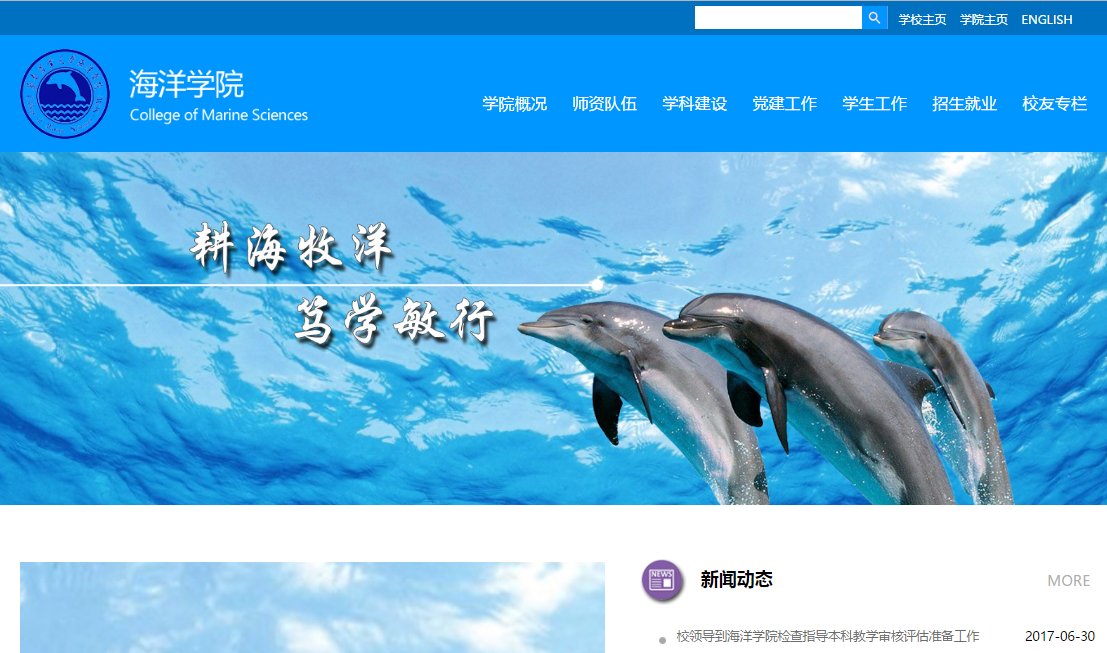 学校主页 学院主页 ENGLISH
海洋学院
College of Marine Sciences
学院概况 师资队伍 学科建设 党建工作 学生工作 招生就业 校友专栏
耕海牧洋
笃学敏行
NEWS 新闻动态 MORE
校领导到海洋学院检查指导本科教学审核评估准备工作 2017-06-30